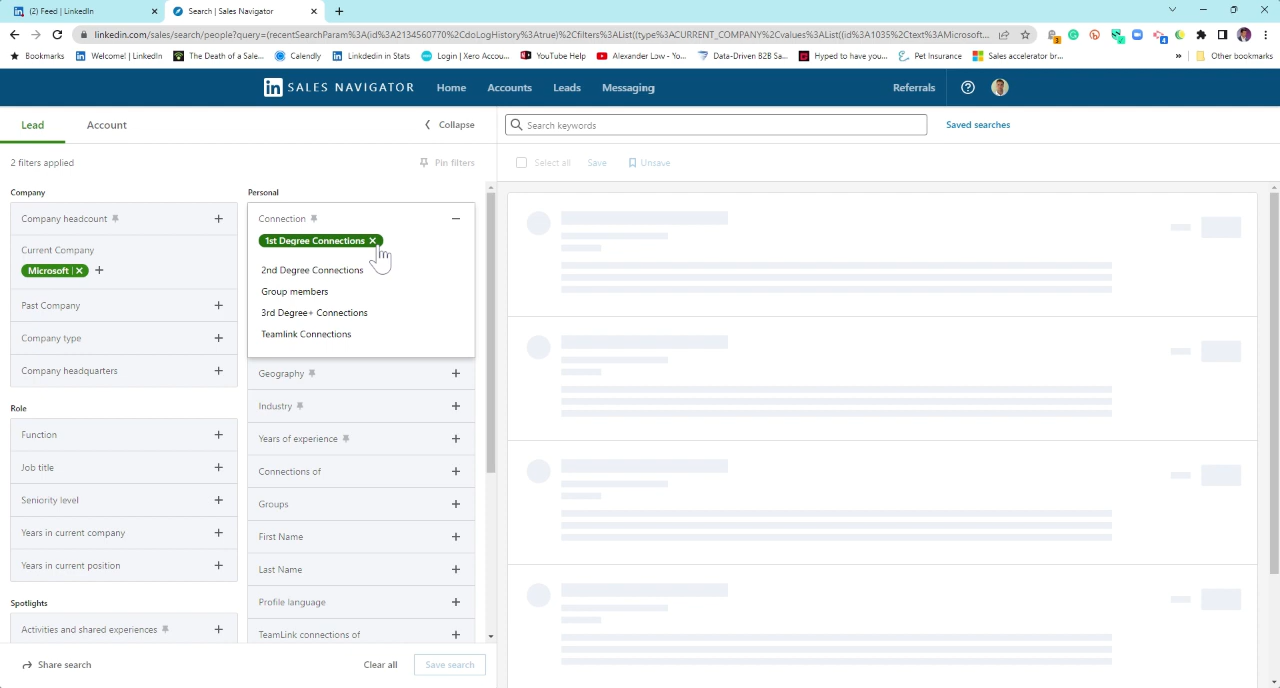 (2) Feed | LinkedIn
Search | Sales Navigator
linkedin.com/sales/search/people?query=(recentSearchParam%3A(id%3A2134560770%2CdoLogHistory%3Atrue)%2Cfilters%3AList((type%3ACURRENT_COMPANY%2Cvalues%3AList((id%3A1035%2Ctext%3AMicrosoft...
Bookmarks
Welcome! | LinkedIn
The Death of a Sale...
Calendly
Linkdedin in Stats
Login | Xero Accou...
YouTube Help
Alexander Low - Yo...
Data-Driven B2B Sa...
Hyped to have you...
Pet Insurance
Sales accelerator br...
»
Other bookmarks
in SALES NAVIGATOR
Home
Accounts
Leads
Messaging
Referrals
Lead
Account
Collapse
Search keywords
Saved searches
2 filters applied
Pin filters
Select all
Save
Unsave
Company
Company headcount
Current Company
Microsoft
Past Company
Company type
Company headquarters
Role
Function
Job title
Seniority level
Years in current company
Years in current position
Spotlights
Activities and shared experiences
Personal
Connection
1st Degree Connections
2nd Degree Connections
Group members
3rd Degree+ Connections
Teamlink Connections
Geography
Industry
Years of experience
Connections of
Groups
First Name
Last Name
Profile language
TeamLink connections of
Share search
Clear all
Save search